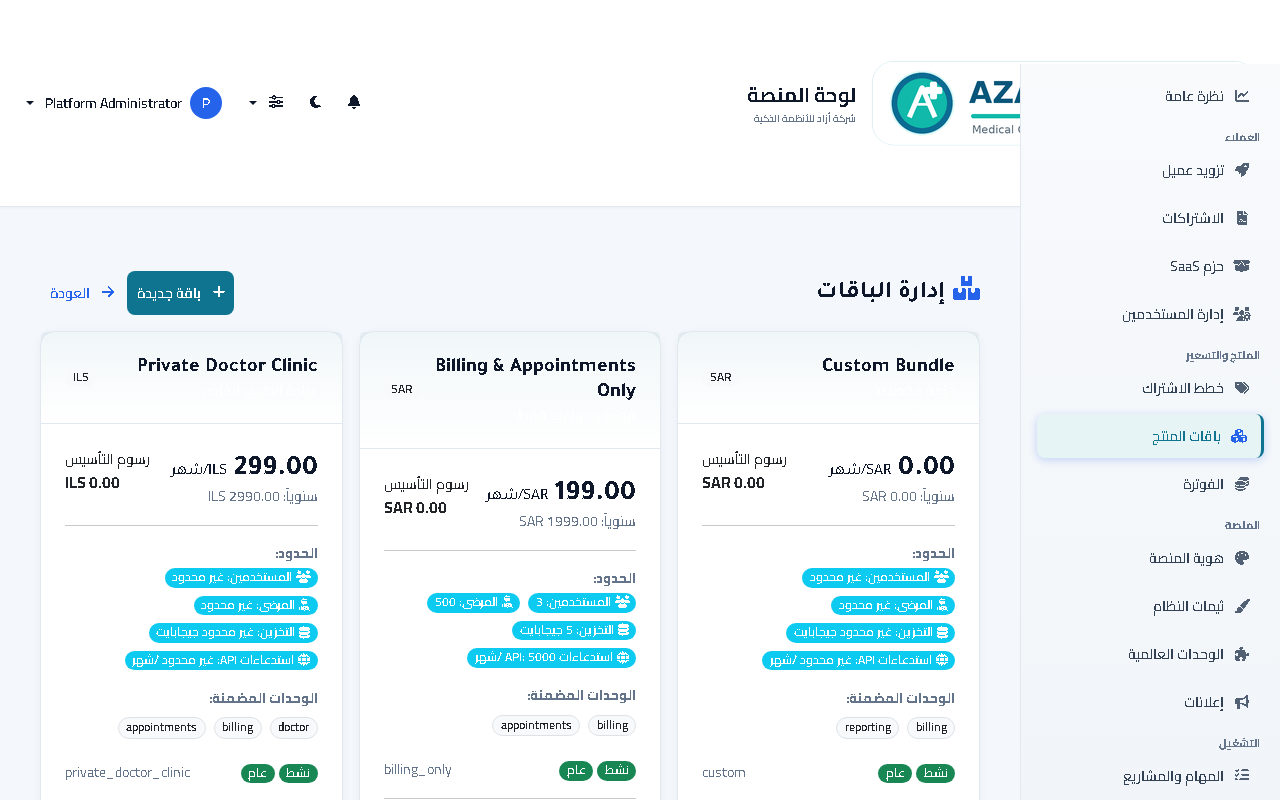 AZA
Medical
لوحة المنصة
شركة أزاد للأنظمة الذكية
P
Platform Administrator
نظرة عامة
العملاء
تزويد عميل
الاشتراكات
حزم SaaS
إدارة المستخدمين
المنتج والتسعير
خطط الاشتراك
باقات المنتج
الفوترة
المنصة
هوية المنصة
ثيمات النظام
الوحدات العالمية
إعلانات
التشغيل
المهام والمشاريع
إدارة الباقات
باقة جديدة
العودة
Custom Bundle
SAR
0.00 SAR/شهر
سنوياً: 0.00 SAR
رسوم التأسيس
0.00 SAR
الحدود:
المستخدمين: غير محدود
المرضى: غير محدود
التخزين: غير محدود جيجابايت
استدعاءات API: غير محدود /شهر
الوحدات المضمنة:
billing
reporting
نشط
عام
custom
Billing & Appointments
Only
SAR
199.00 SAR/شهر
سنوياً: 1999.00 SAR
رسوم التأسيس
0.00 SAR
الحدود:
المستخدمين: 3
المرضى: 500
التخزين: 5 جيجابايت
استدعاءات API: 5000 /شهر
الوحدات المضمنة:
billing
appointments
نشط
عام
billing_only
Private Doctor Clinic
ILS
299.00 ILS/شهر
سنوياً: 2990.00 ILS
رسوم التأسيس
0.00 ILS
الحدود:
المستخدمين: غير محدود
المرضى: غير محدود
التخزين: غير محدود جيجابايت
استدعاءات API: غير محدود /شهر
الوحدات المضمنة:
doctor
billing
appointments
نشط
عام
private_doctor_clinic